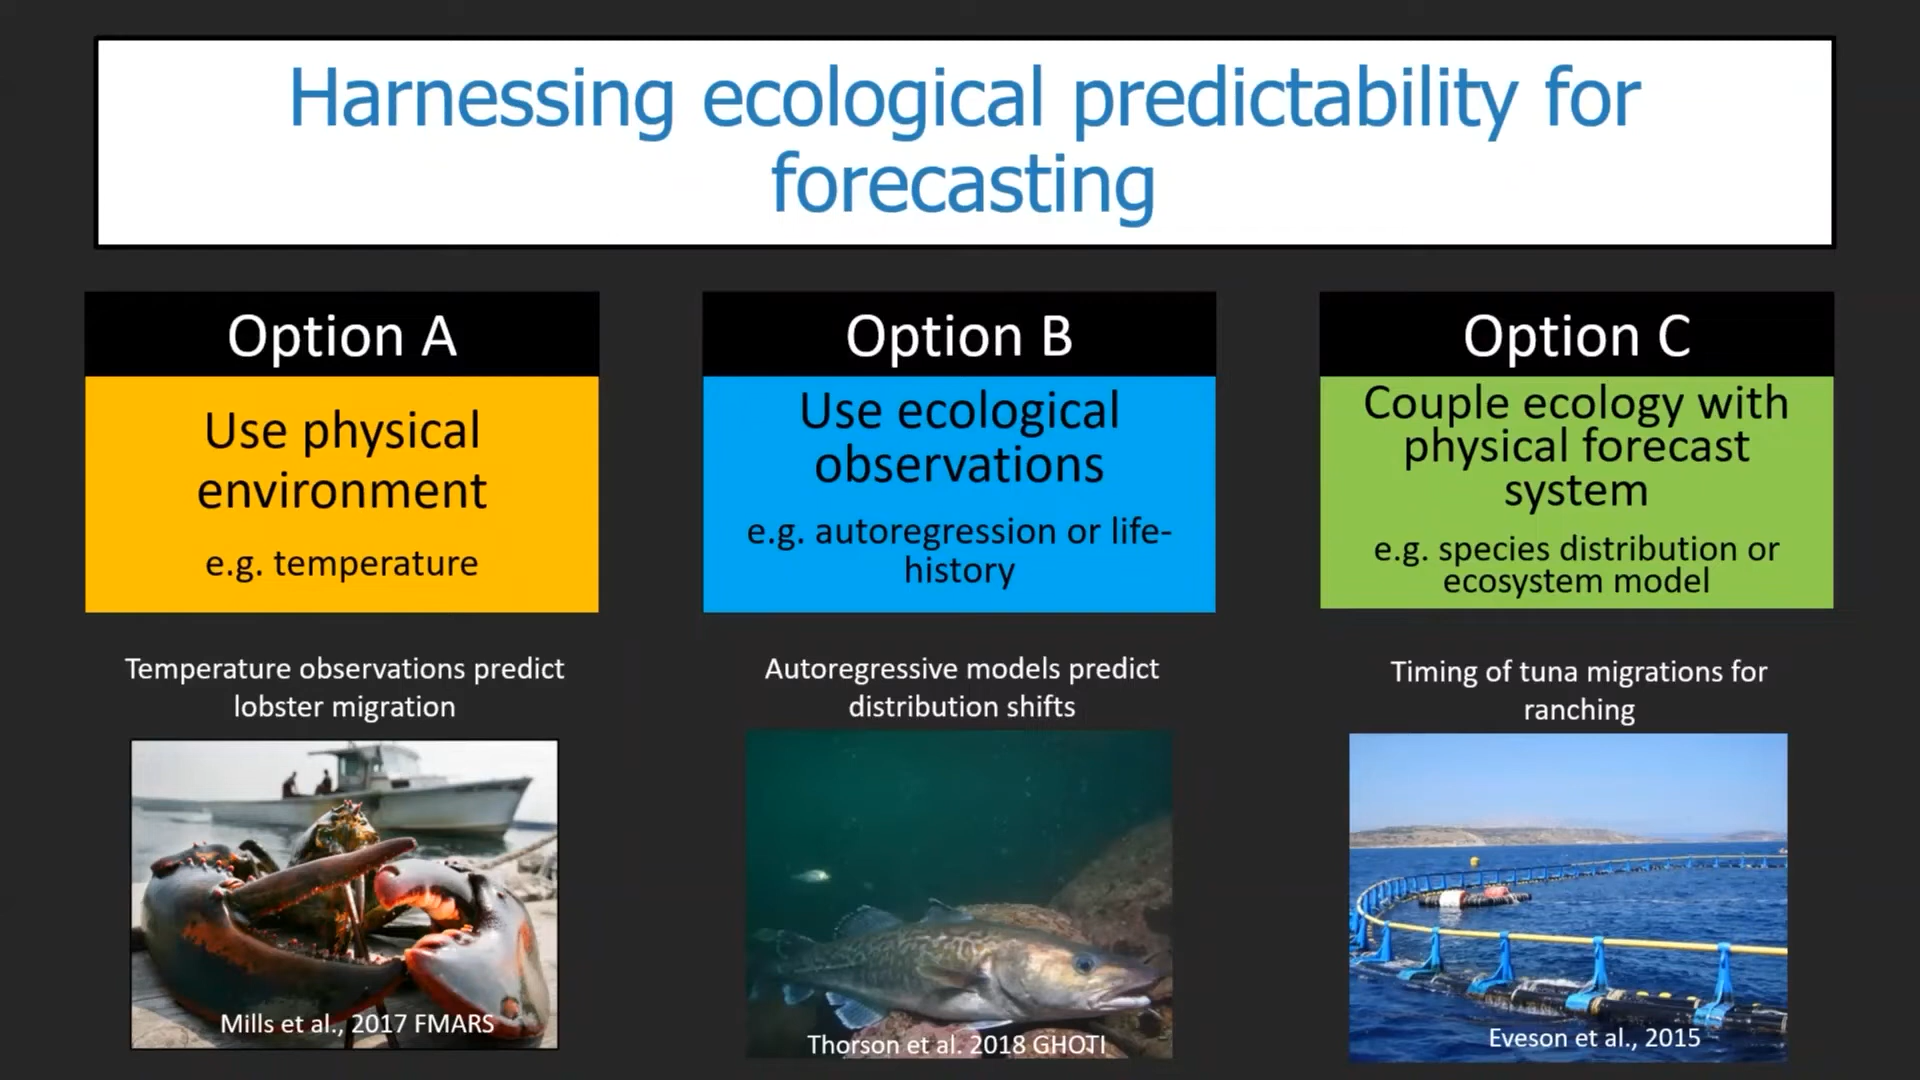 Harnessing ecological predictability for
forecasting
Option A
Use physical
environment
e.g. temperature
Temperature observations predict
lobster migration
Mills et al., 2017 FMARS
Option B
Use ecological
observations
e.g. autoregression or life-
history
Autoregressive models predict
distribution shifts
Thorson et al. 2018 GHOTI
Option C
Couple ecology with
physical forecast
system
e.g. species distribution or
ecosystem model
Timing of tuna migrations for
ranching
Eveson et al., 2015